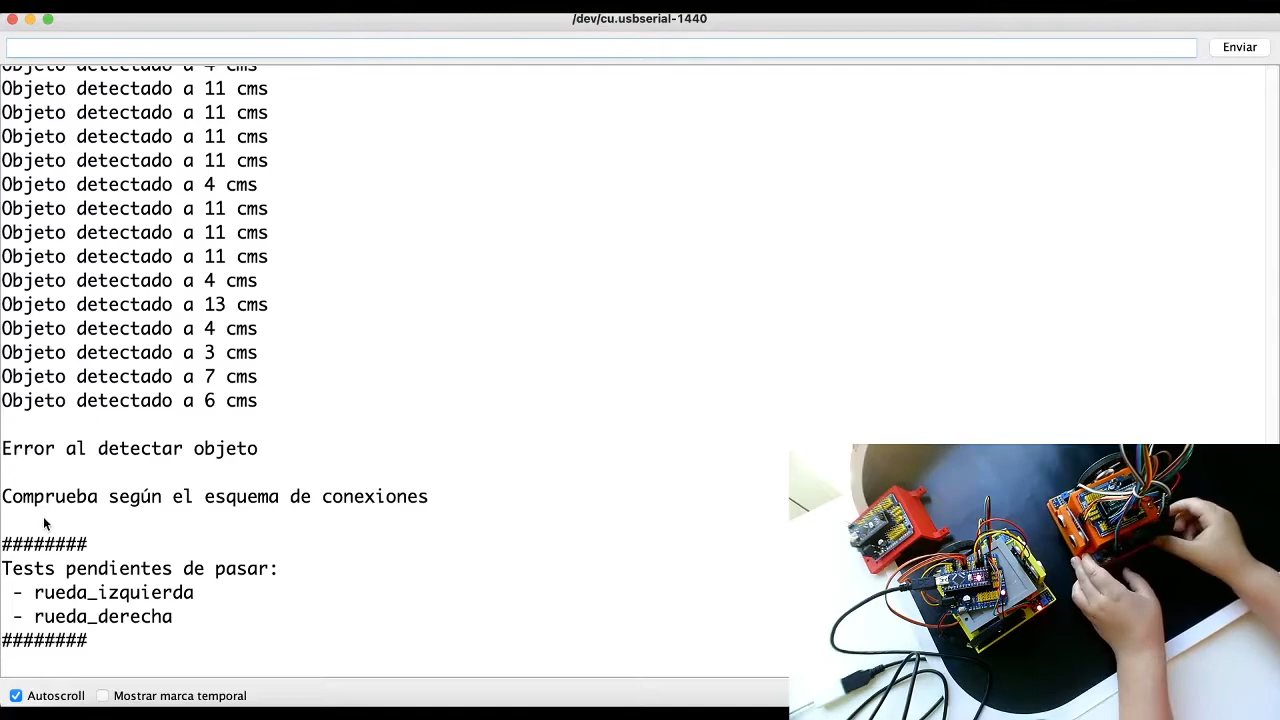 /dev/cu.usbserial-1440
Enviar
Objeto detectado a 4 cms
Objeto detectado a 11 cms
Objeto detectado a 11 cms
Objeto detectado a 11 cms
Objeto detectado a 11 cms
Objeto detectado a 4 cms
Objeto detectado a 11 cms
Objeto detectado a 11 cms
Objeto detectado a 11 cms
Objeto detectado a 4 cms
Objeto detectado a 13 cms
Objeto detectado a 4 cms
Objeto detectado a 3 cms
Objeto detectado a 7 cms
Objeto detectado a 6 cms
Error al detectar objeto
Comprueba según el esquema de conexiones
########
Tests pendientes de pasar:
- rueda_izquierda
- rueda_derecha
########
Autoscroll
Mostrar marca temporal